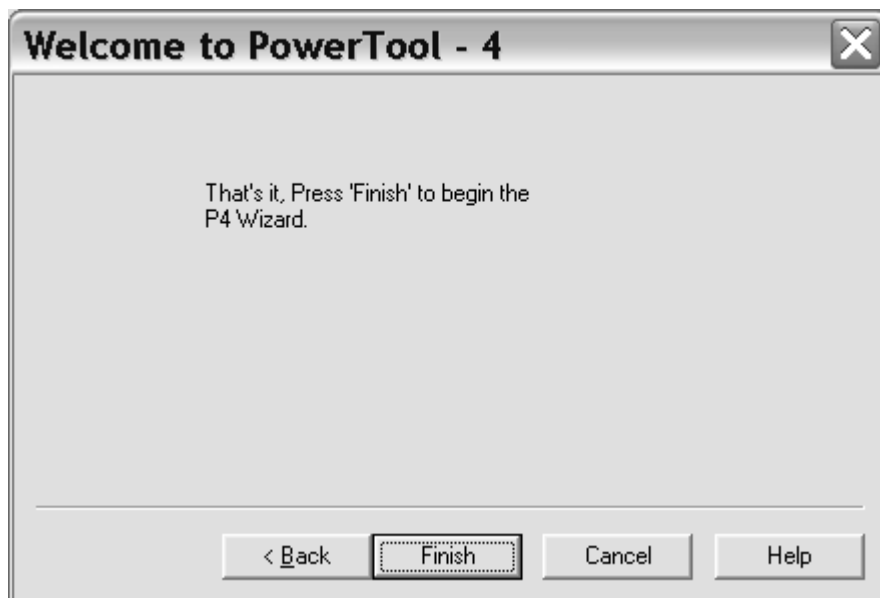 Welcome to PowerTool - 4
That's it, Press 'Finish' to begin the
P4 Wizard.
< Back
Finish
Cancel
Help